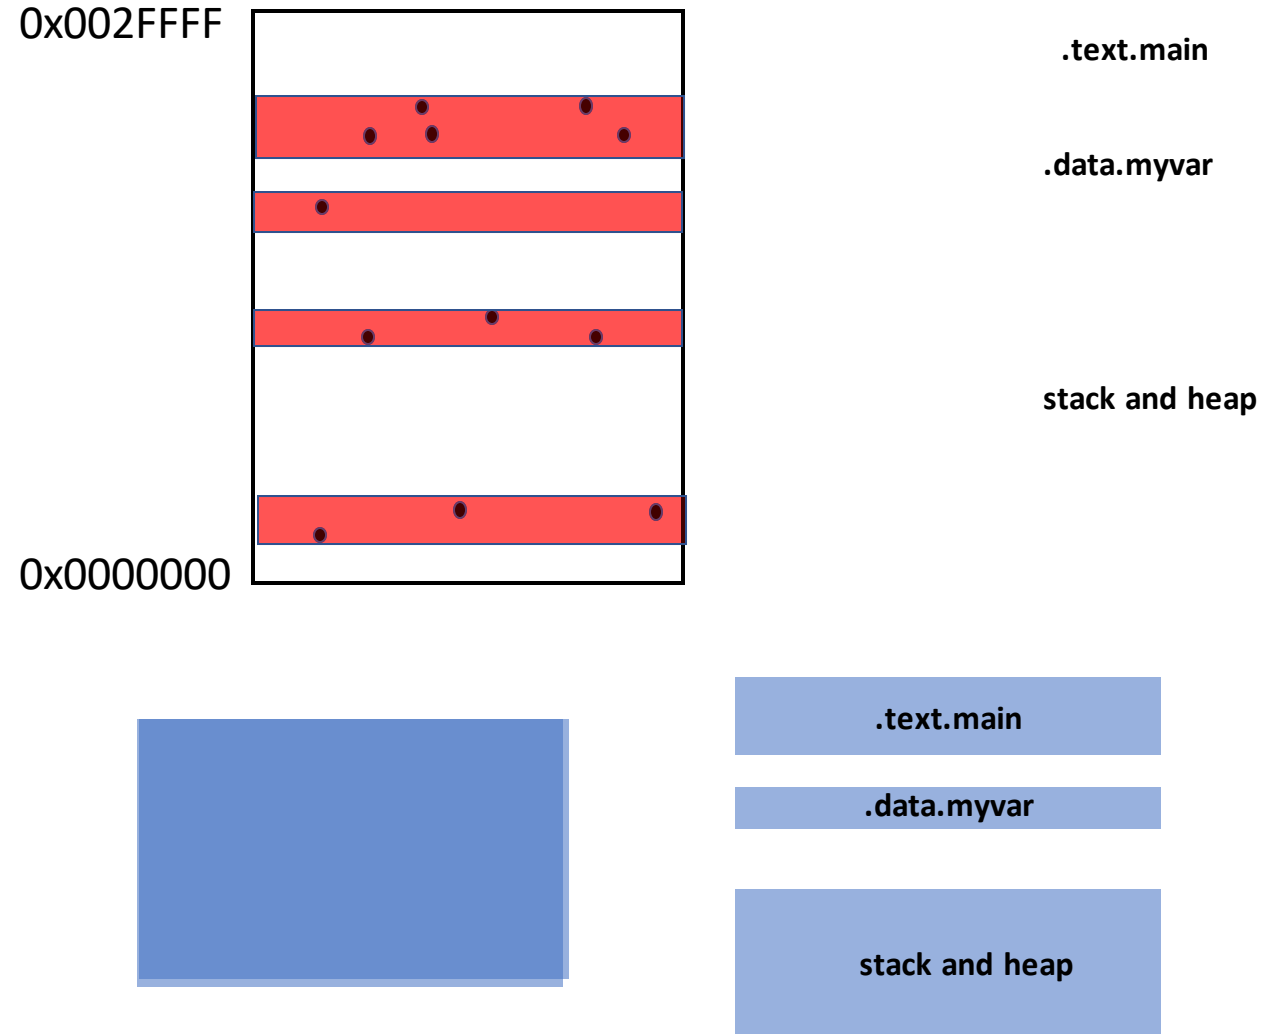 0x002FFFF
.text.main
.data.myvar
stack and heap
0x0000000
.text.main
.data.myvar
stack and heap